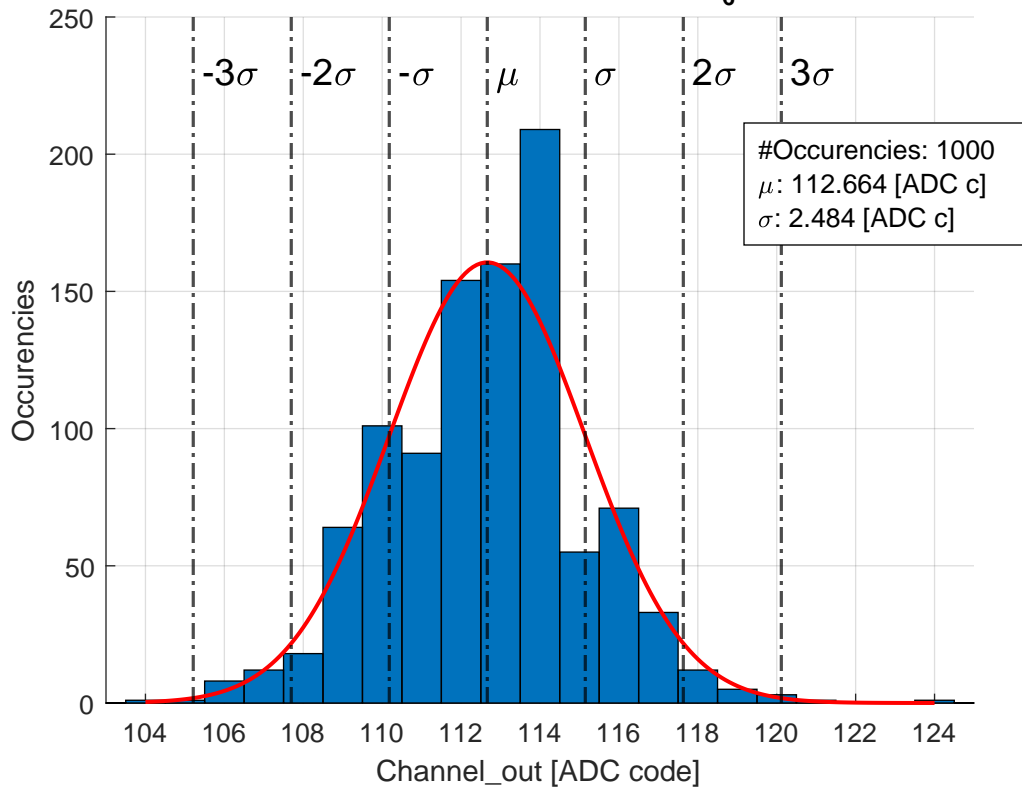 250
200
150
100
50
0
-3σ -2σ -σ μ σ 2σ 3σ
#Occurencies: 1000
μ: 112.664 [ADC c]
σ: 2.484 [ADC c]
Occurencies
104 106 108 110 112 114 116 118 120 122 124
Channel_out [ADC code]